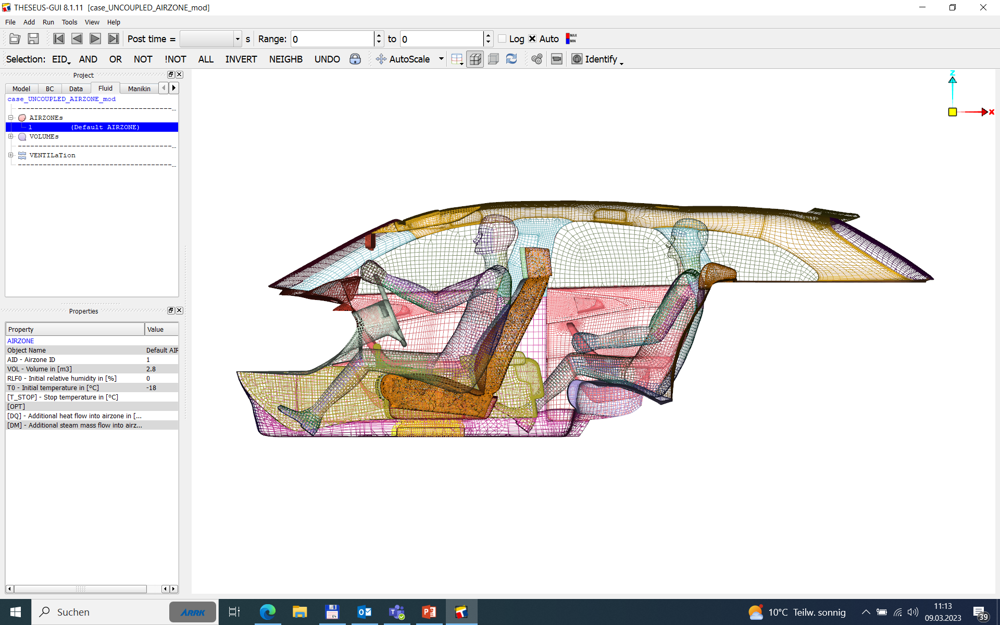 THESEUS-GUI 8.1.11 [case_UNCOUPLED_AIRZONE_mod]
File Add Run Tools View Help
Post time = s Range: 0 to 0 Log Auto MAX MIN
Selection: EID AND OR NOT !NOT ALL INVERT NEIGHB UNDO AutoScale Identify
Project
Model BC Data Fluid Manikin
case_UNCOUPLED_AIRZONE_mod
AIRZONEs
1 (Default AIRZONE)
VOLUMEs
VENTILaTion
Properties
Property Value
AIRZONE
Object Name Default AIR
AID - Airzone ID 1
VOL - Volume in [m3] 2.8
RLF0 - Initial relative humidity in [%] 0
T0 - Initial temperature in [°C] -18
[T_STOP] - Stop temperature in [°C]
[OPT]
[DQ] - Additional heat flow into airzone in [...
[DM] - Additional steam mass flow into airz...
Z
X
Suchen
ARRK
64
10°C Teilw. sonnig
11:13
09.03.2023
39